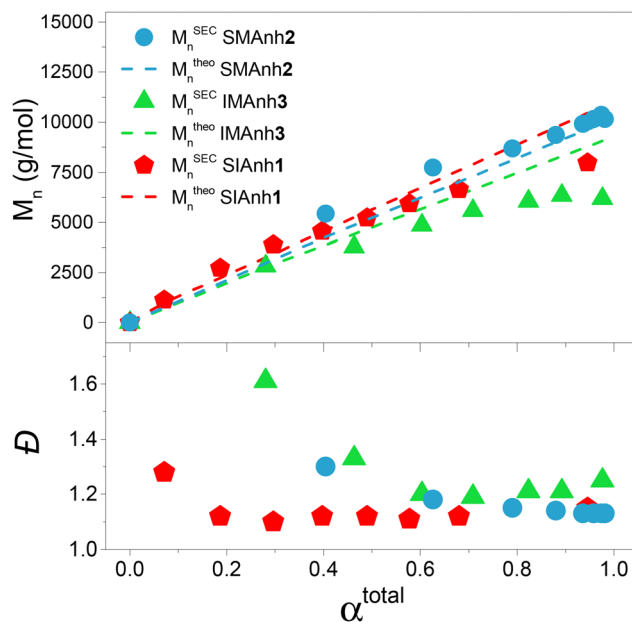 15000
12500
10000
7500
5000
2500
0
Mn (g/mol)
Mn^SEC SMAnh2
Mn^theo SMAnh2
Mn^SEC IMAnh3
Mn^theo IMAnh3
Mn^SEC SIAnh1
Mn^theo SIAnh1
1.6
1.4
1.2
1.0
Đ
0.0 0.2 0.4 0.6 0.8 1.0
α^total